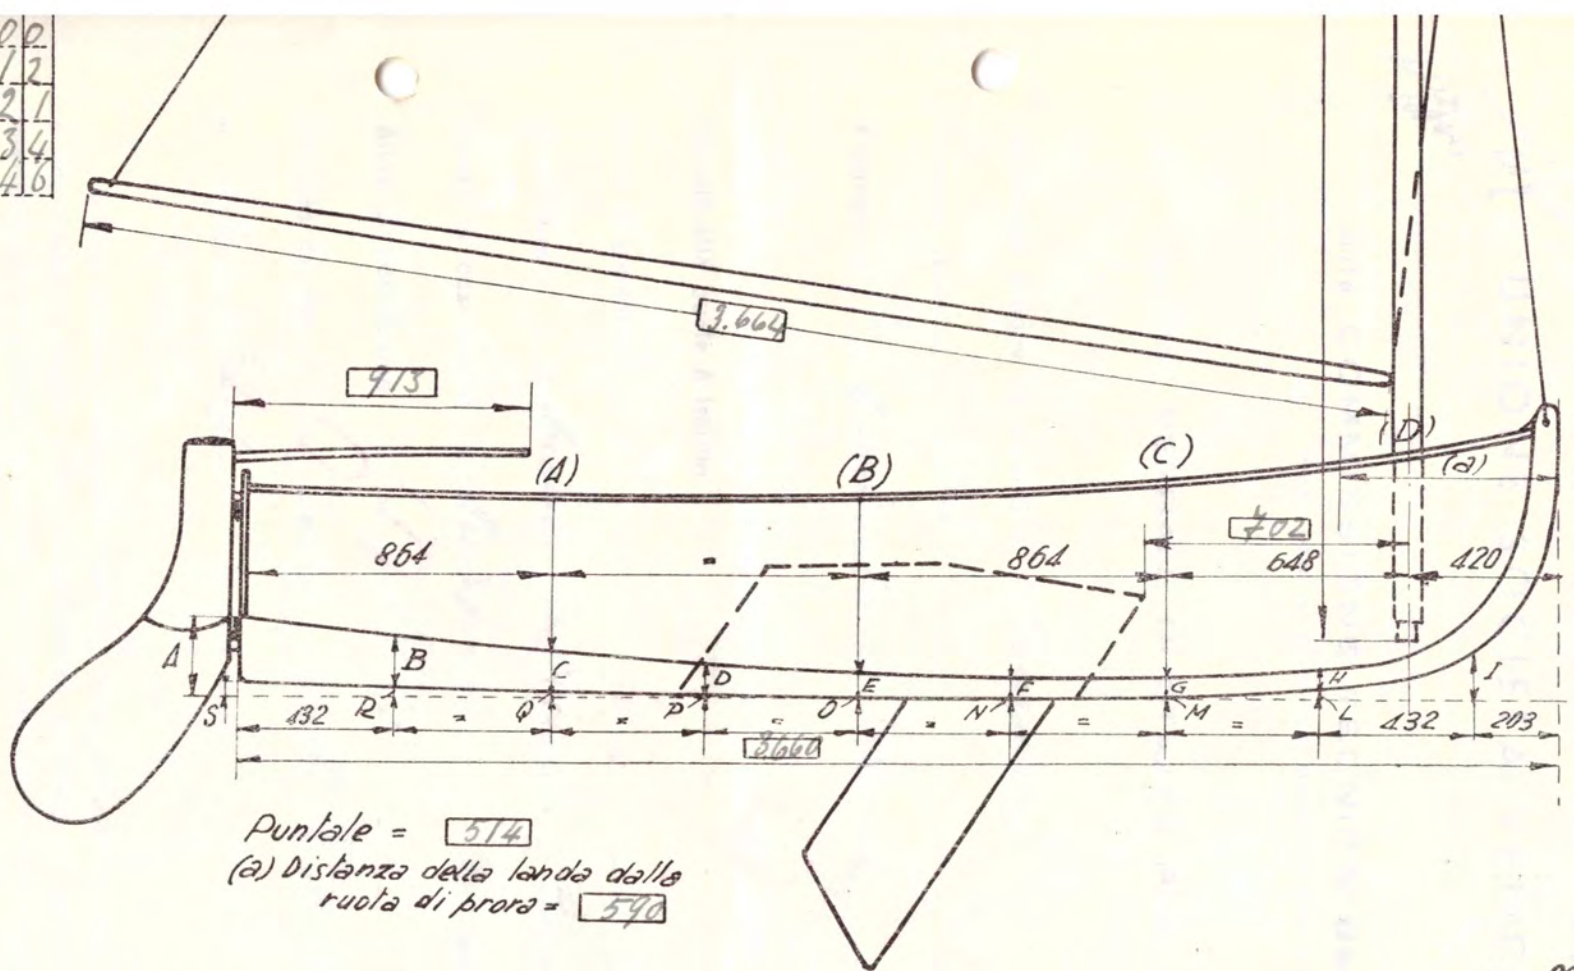 0 0
1 2
2 1
3 4
4 6
3.664
913
(A)
(B)
(C)
(D)
(a)
702
864
=
864
648
420
A
B
C
D
E
F
G
H
I
S
R
Q
P
O
N
M
L
432
=
=
=
=
=
=
432
203
3660
Puntale = 514
(a) Distanza della landa dalla
ruota di prora = 590